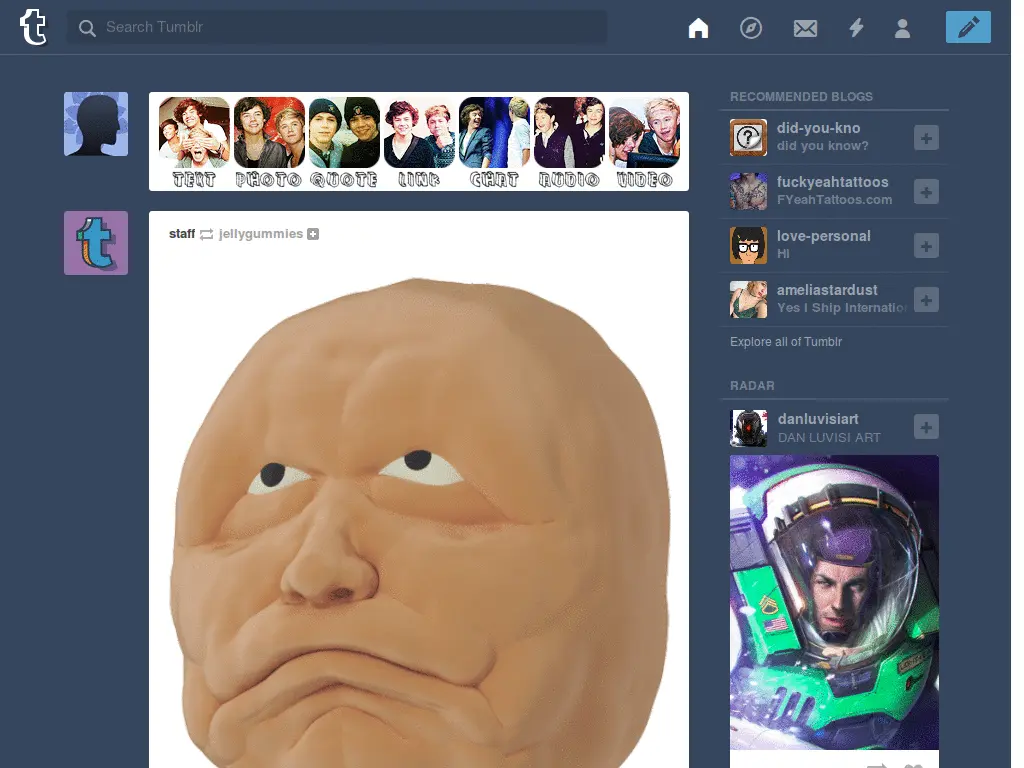 t
Search Tumblr
TEXT PHOTO QUOTE LINK CHAT AUDIO VIDEO
t
staff jellygummies
RECOMMENDED BLOGS
did-you-kno
did you know?
fuckyeahtattoos
FYeahTattoos.com
love-personal
HI
ameliastardust
Yes I Ship Internatio
Explore all of Tumblr
RADAR
danluvisiart
DAN LUVISI ART